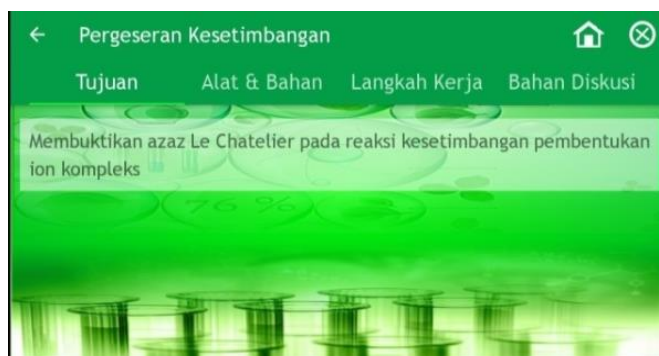 Pergeseran Kesetimbangan
Tujuan Alat & Bahan Langkah Kerja Bahan Diskusi
Membuktikan azaz Le Chatelier pada reaksi kesetimbangan pembentukan
ion kompleks
76 %